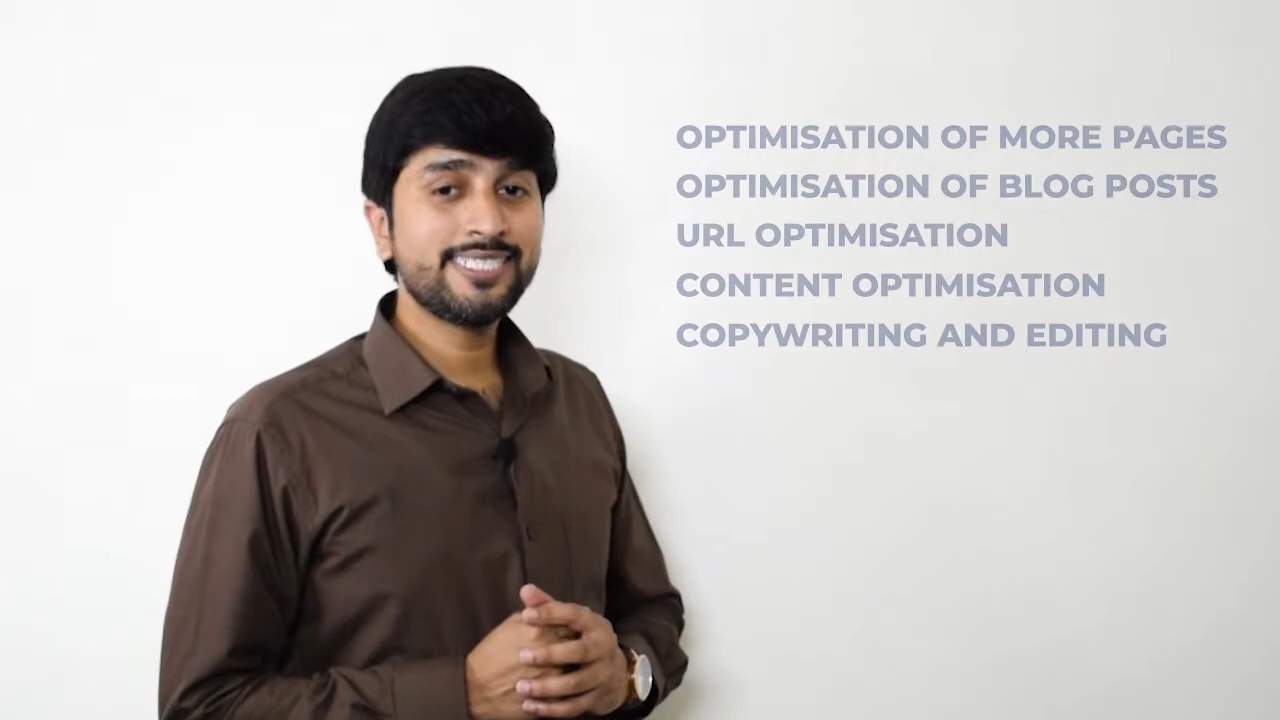 OPTIMISATION OF MORE PAGES
OPTIMISATION OF BLOG POSTS
URL OPTIMISATION
CONTENT OPTIMISATION
COPYWRITING AND EDITING